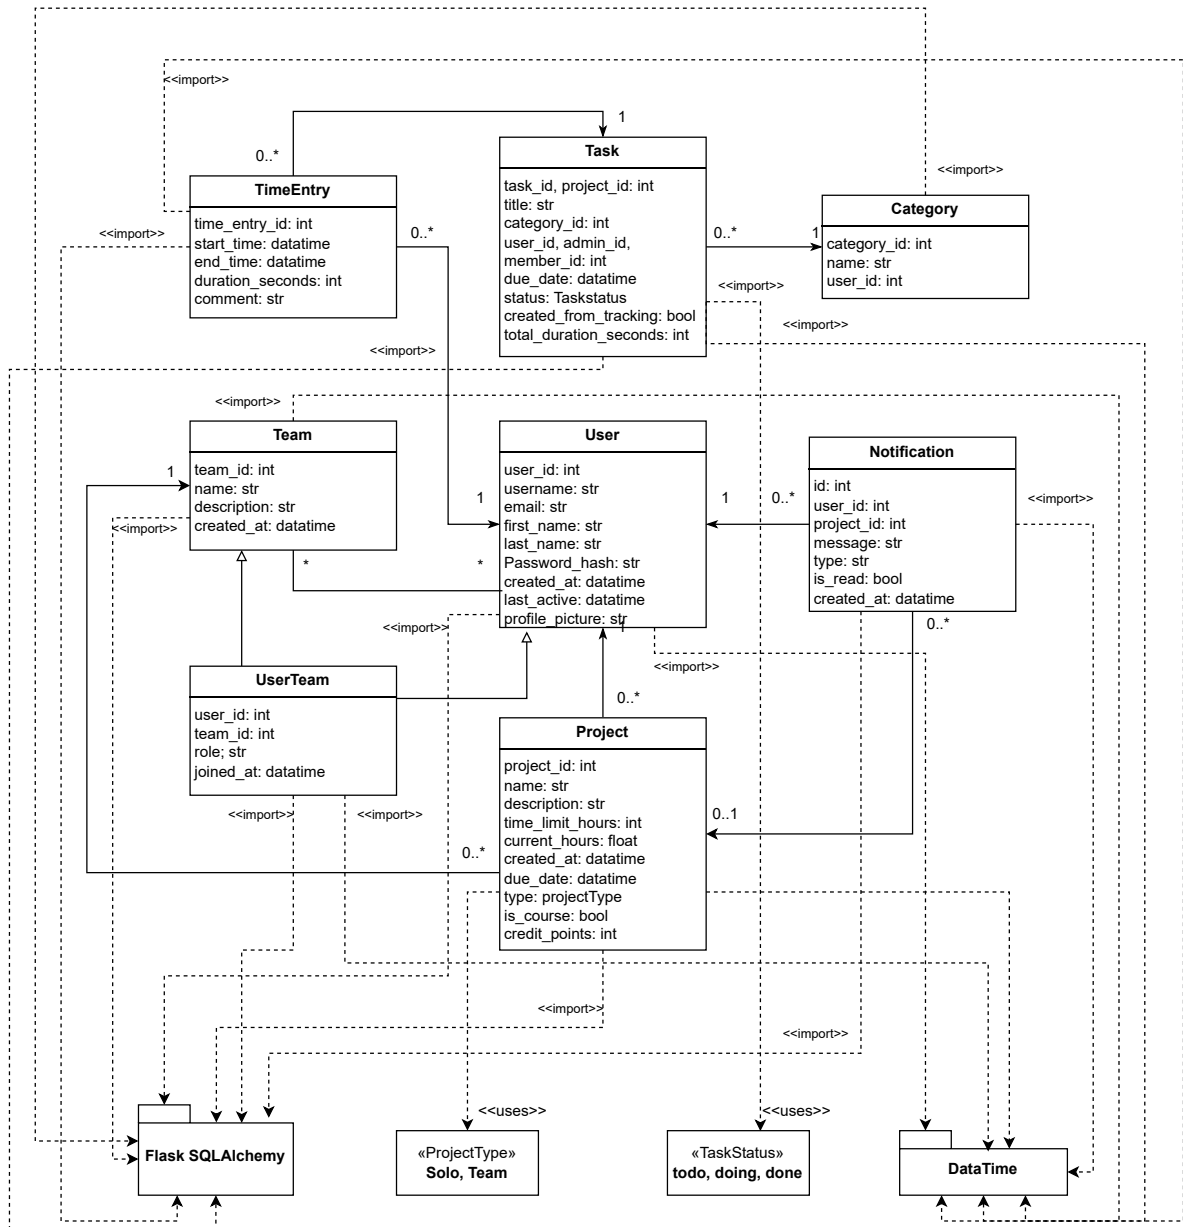 <<import>>
1
Task
0..*
<<import>>
TimeEntry
task_id, project_id: int
title: str
category_id: int
user_id, admin_id,
member_id: int
due_date: datatime
status: Taskstatus
created_from_tracking: bool
total_duration_seconds: int
Category
time_entry_id: int
start_time: datatime
end_time: datatime
duration_seconds: int
comment: str
<<import>>
0..*
0..*
1
category_id: int
name: str
user_id: int
<<import>>
<<import>>
<<import>>
Team
User
Notification
1
team_id: int
name: str
description: str
created_at: datatime
<<import>>
user_id: int
username: str
email: str
first_name: str
last_name: str
Password_hash: str
created_at: datatime
last_active: datatime
profile_picture: str
1
1
0..*
id: int
user_id: int
project_id: int
message: str
type: str
is_read: bool
created_at: datatime
<<import>>
*
*
<<import>>
1
0..*
<<import>>
UserTeam
user_id: int
team_id: int
role; str
joined_at: datatime
0..*
Project
<<import>>
<<import>>
project_id: int
name: str
description: str
time_limit_hours: int
current_hours: float
created_at: datatime
due_date: datatime
type: projectType
is_course: bool
credit_points: int
0..1
0..*
<<import>>
<<import>>
<<uses>>
<<uses>>
Flask SQLAlchemy
«ProjectType»
Solo, Team
«TaskStatus»
todo, doing, done
DataTime